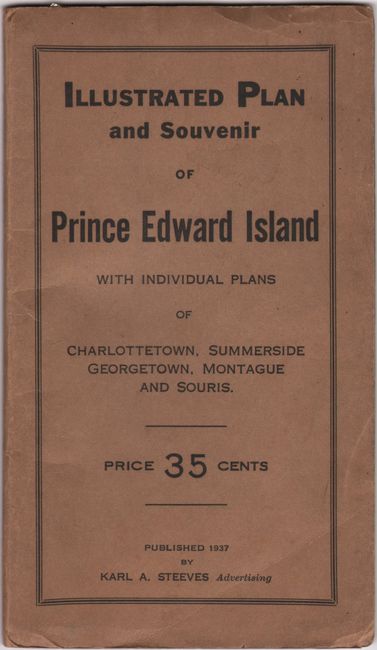 ILLUSTRATED PLAN
and Souvenir
OF
Prince Edward Island
WITH INDIVIDUAL PLANS
OF
CHARLOTTETOWN, SUMMERSIDE
GEORGETOWN, MONTAGUE
AND SOURIS.
PRICE 35 CENTS
PUBLISHED 1937
BY
KARL A. STEEVES Advertising